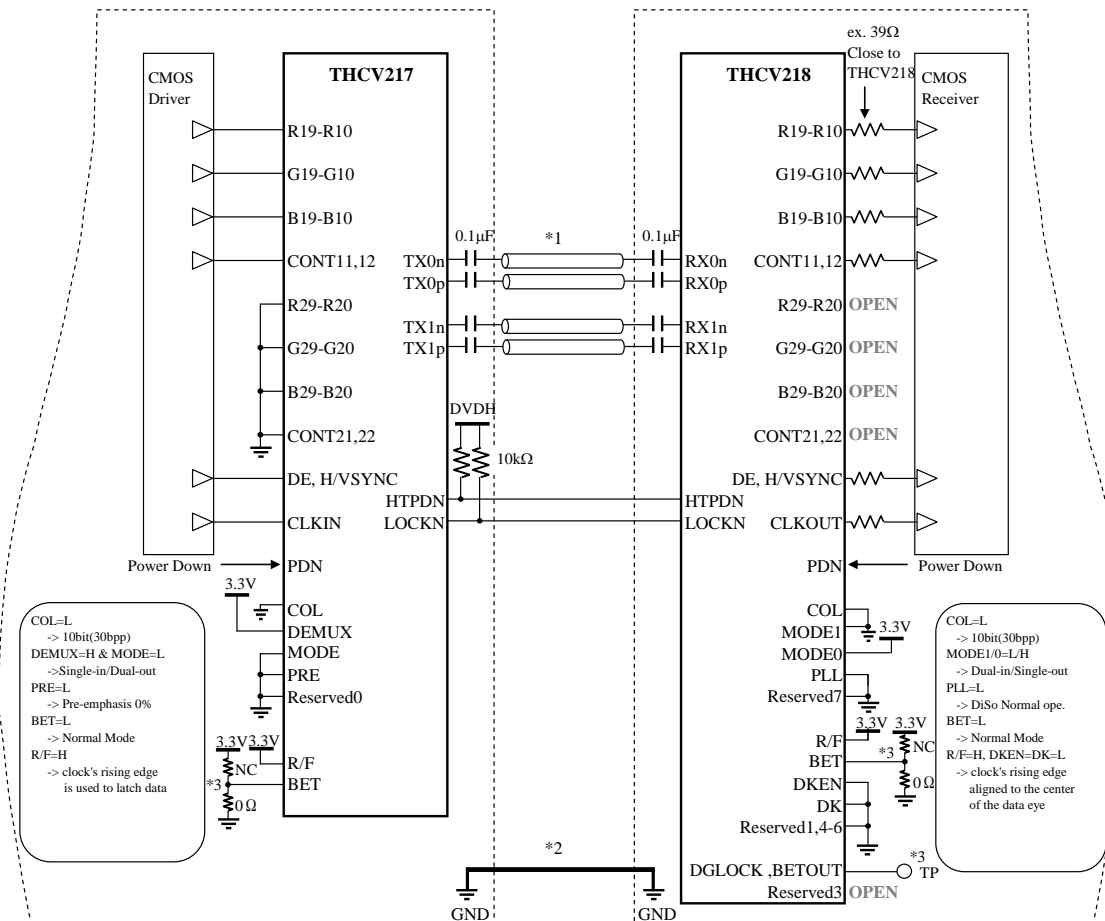 ex. 39Ω
Close to
THCV218
CMOS
Driver
THCV217
THCV218
CMOS
Receiver
R19-R10
G19-G10
B19-B10
CONT11,12
R29-R20
G29-G20
B29-B20
CONT21,22
DE, H/VSYNC
CLKIN
PDN
Power Down
3.3V
COL
DEMUX
MODE
PRE
Reserved0
3.3V
3.3V
NC
R/F
*3
BET
0Ω
0.1μF
*1
0.1μF
TX0n
TX0p
TX1n
TX1p
RX0n
RX0p
RX1n
RX1p
DVDH
10kΩ
HTPDN
LOCKN
HTPDN
LOCKN
R19-R10
G19-G10
B19-B10
CONT11,12
R29-R20 OPEN
G29-G20 OPEN
B29-B20 OPEN
CONT21,22 OPEN
DE, H/VSYNC
CLKOUT
PDN
Power Down
COL
MODE1
3.3V
MODE0
PLL
Reserved7
3.3V
3.3V
R/F
NC
*3
BET
0Ω
DKEN
DK
Reserved1,4-6
DGLOCK ,BETOUT
*3
TP
Reserved3 OPEN
*2
GND
GND
COL=L
-> 10bit(30bpp)
DEMUX=H & MODE=L
->Single-in/Dual-out
PRE=L
-> Pre-emphasis 0%
BET=L
-> Normal Mode
R/F=H
-> clock's rising edge
is used to latch data
COL=L
-> 10bit(30bpp)
MODE1/0=L/H
-> Dual-in/Single-out
PLL=L
-> DiSo Normal ope.
BET=L
-> Normal Mode
R/F=H, DKEN=DK=L
-> clock's rising edge
aligned to the center
of the data eye